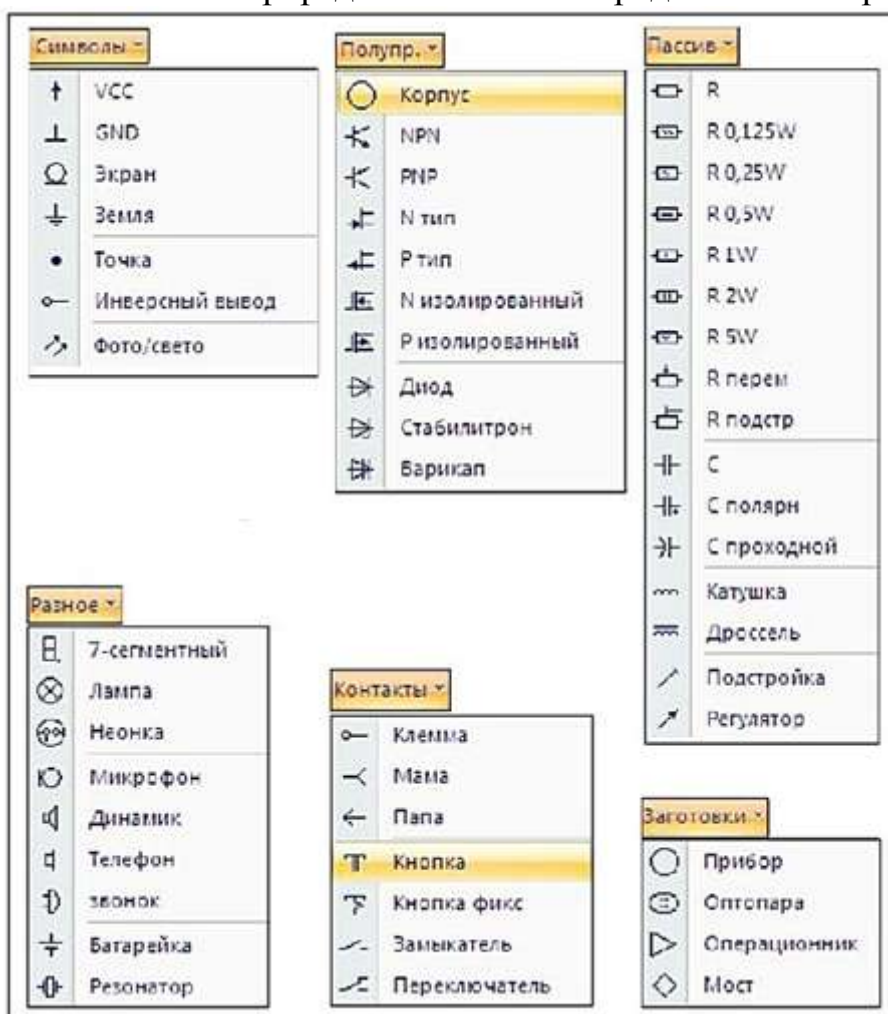 Символы
VCC
GND
Экран
Земля
Точка
Инверсный вывод
Фото/свето
Полупр.
Корпус
NPN
PNP
N тип
P тип
N изолированный
P изолированный
Диод
Стабилитрон
Варикап
Пассив
R
R 0,125W
R 0,25W
R 0,5W
R 1W
R 2W
R 5W
R перем
R подстр
C
C полярн
C проходной
Катушка
Дроссель
Подстройка
Регулятор
Разное
7-сегментный
Лампа
Неонка
Микрофон
Динамик
Телефон
звонок
Батарейка
Резонатор
Контакты
Клемма
Мама
Папа
Кнопка
Кнопка фикс
Замыкатель
Переключатель
Заготовки
Прибор
Оптопара
Операционник
Мост